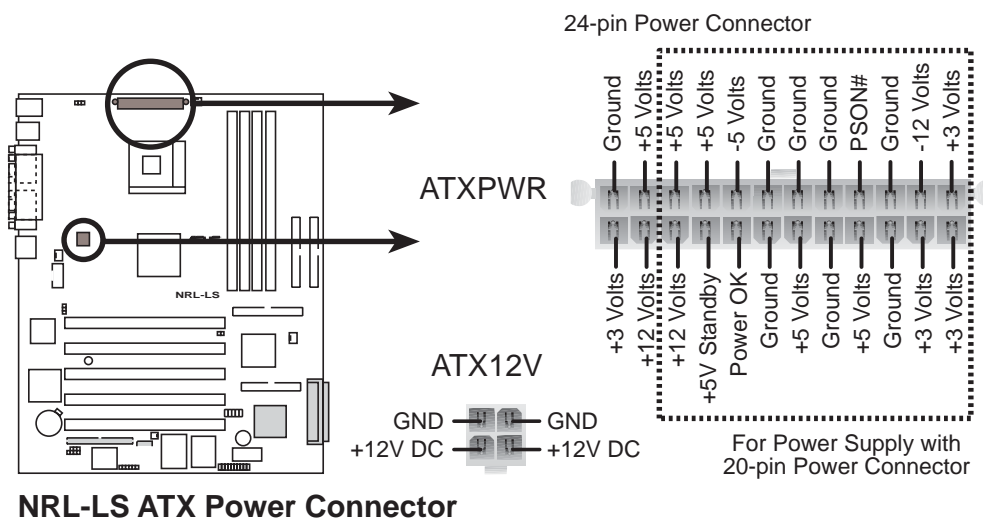 24-pin Power Connector
Ground
+5 Volts
+5 Volts
+5 Volts
-5 Volts
Ground
Ground
Ground
PSON#
Ground
-12 Volts
+3 Volts
ATXPWR
+3 Volts
+12 Volts
+12 Volts
+5V Standby
Power OK
Ground
+5 Volts
Ground
+5 Volts
Ground
+3 Volts
+3 Volts
NRL-LS
ATX12V
GND
GND
+12V DC
+12V DC
For Power Supply with
20-pin Power Connector
NRL-LS ATX Power Connector